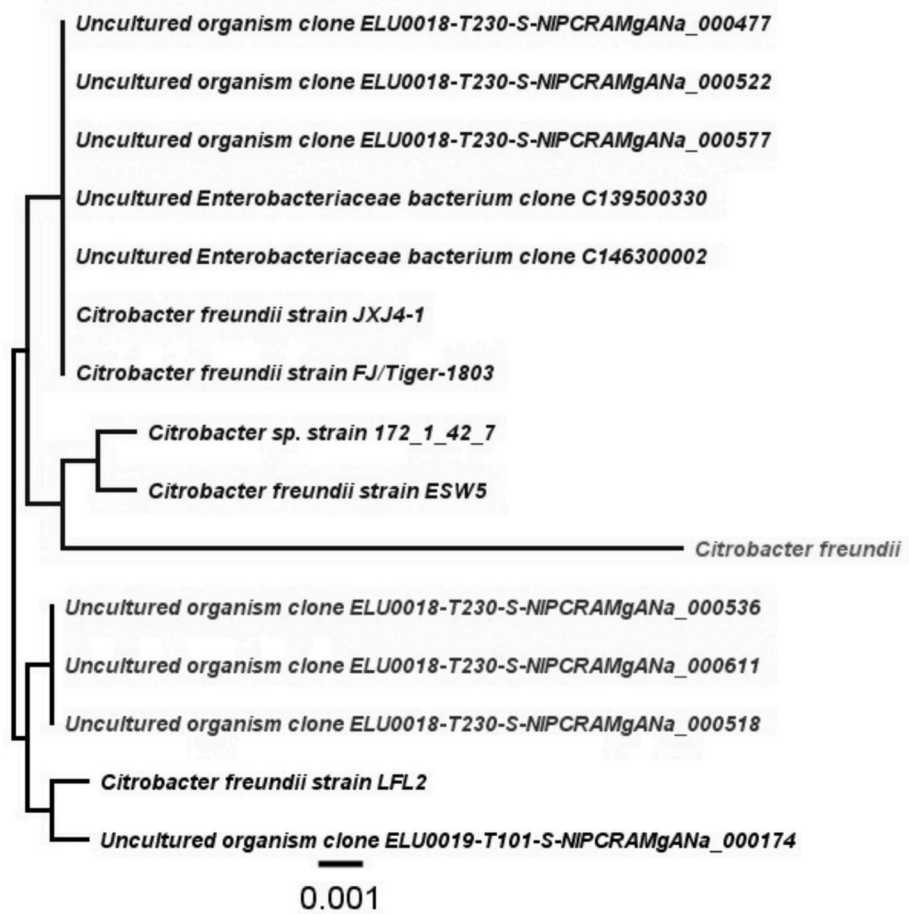 Uncultured organism clone ELU0018-T230-S-NIPCRAMgANa_000477
Uncultured organism clone ELU0018-T230-S-NIPCRAMgANa_000522
Uncultured organism clone ELU0018-T230-S-NIPCRAMgANa_000577
Uncultured Enterobacteriaceae bacterium clone C139500330
Uncultured Enterobacteriaceae bacterium clone C146300002
Citrobacter freundii strain JXJ4-1
Citrobacter freundii strain FJ/Tiger-1803
Citrobacter sp. strain 172_1_42_7
Citrobacter freundii strain ESW5
Citrobacter freundii
Uncultured organism clone ELU0018-T230-S-NIPCRAMgANa_000536
Uncultured organism clone ELU0018-T230-S-NIPCRAMgANa_000611
Uncultured organism clone ELU0018-T230-S-NIPCRAMgANa_000518
Citrobacter freundii strain LFL2
Uncultured organism clone ELU0019-T101-S-NIPCRAMgANa_000174
0.001